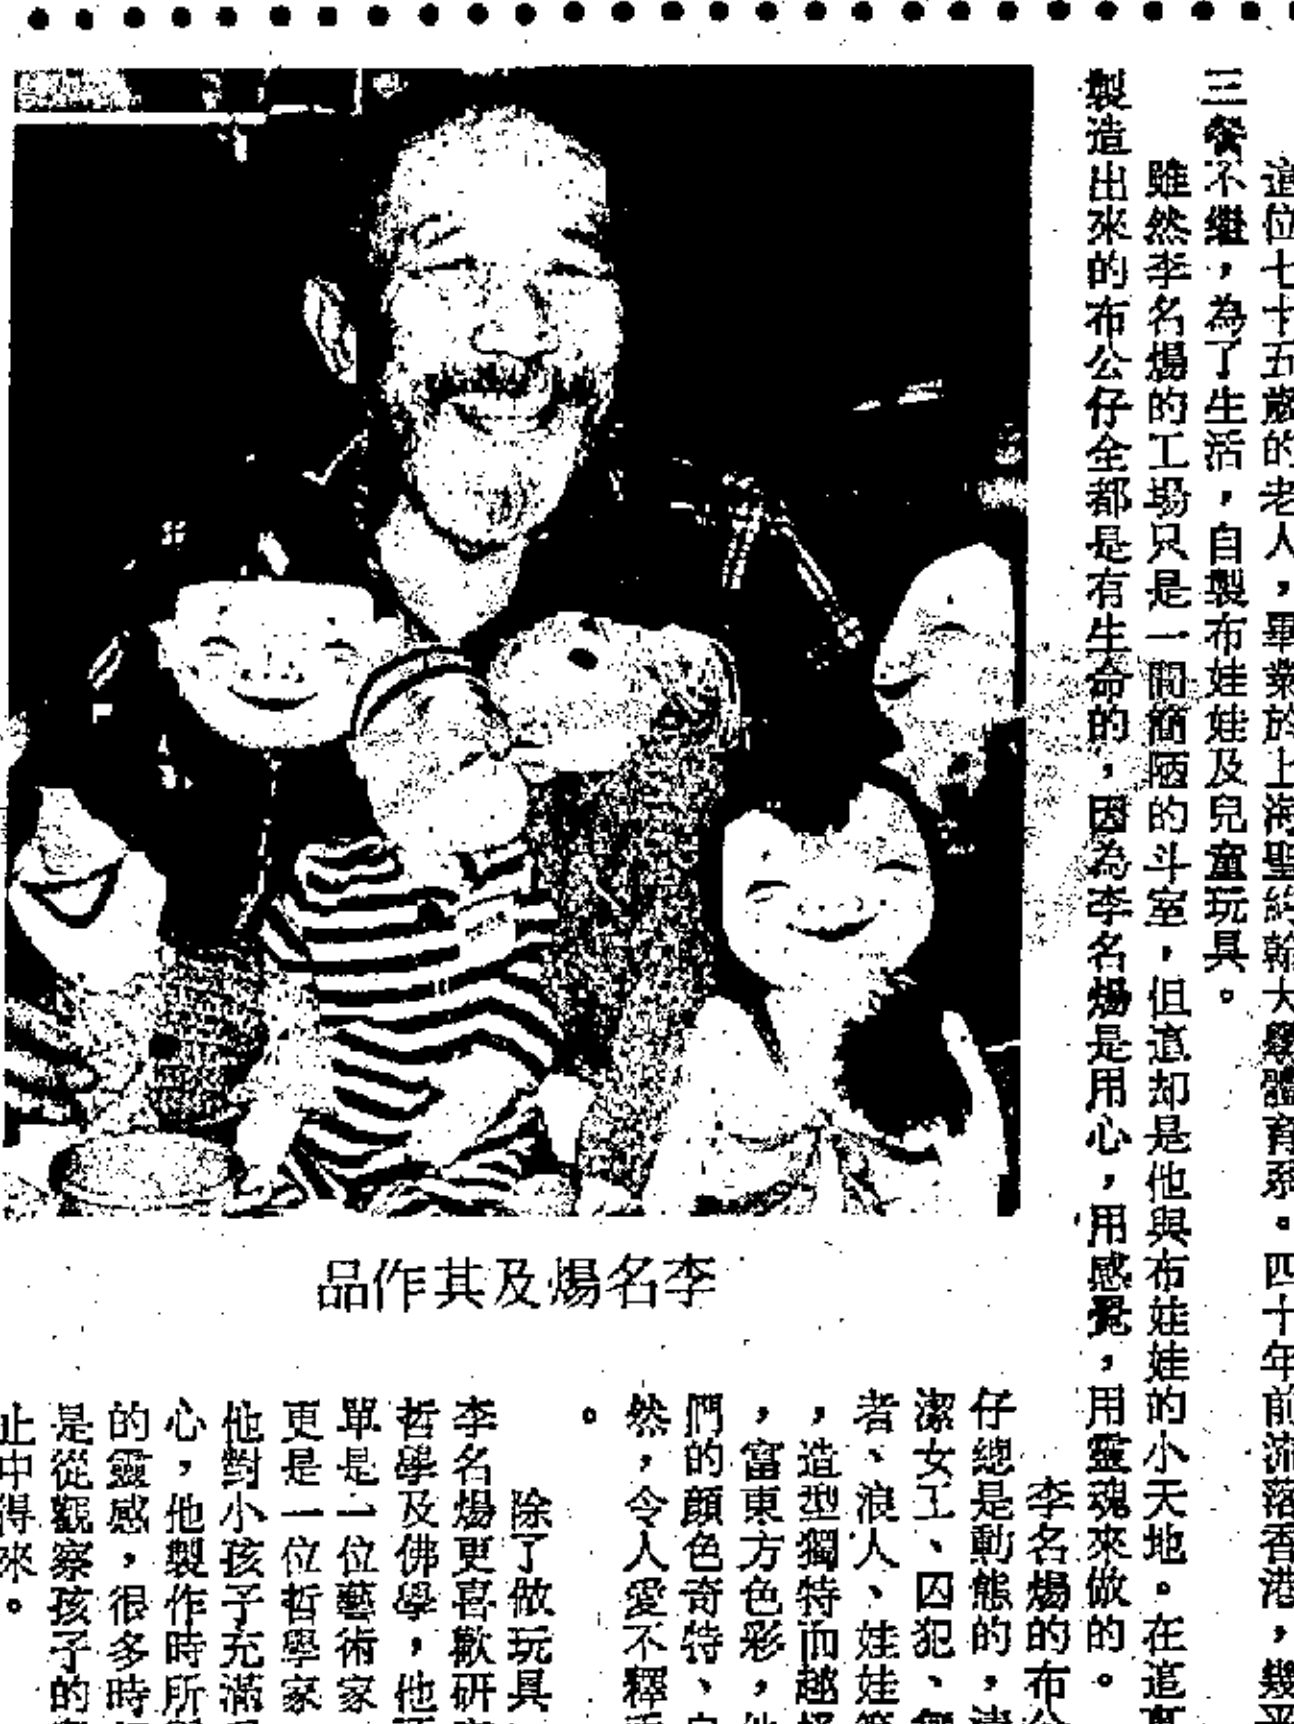 這位七十五歲的老人，畢業於上海聖約翰大學體育系。四十年前流落香港，幾乎
三餐不繼，為了生活，自製布娃娃及兒童玩具。
雖然李名煬的工場只是一間簡陋的斗室，但這却是他與布娃娃的小天地。在這裏
製造出來的布公仔全都是有生命的，因為李名煬是用心，用感覺，用靈魂來做的。
李名煬及其作品
李名煬的布公
仔總是動態的，清
潔女工、囚犯、
者、浪人、娃娃等
，造型獨特而趣怪
，富東方色彩，他
們的顏色奇特、自
然，令人愛不釋手
。
除了做玩具
李名煬更喜歡研究
哲學及佛學，他不
單是一位藝術家
更是一位哲學家
他對小孩子充滿
心，他製作時所
的靈感，很多時
是從觀察孩子的
止中得來。